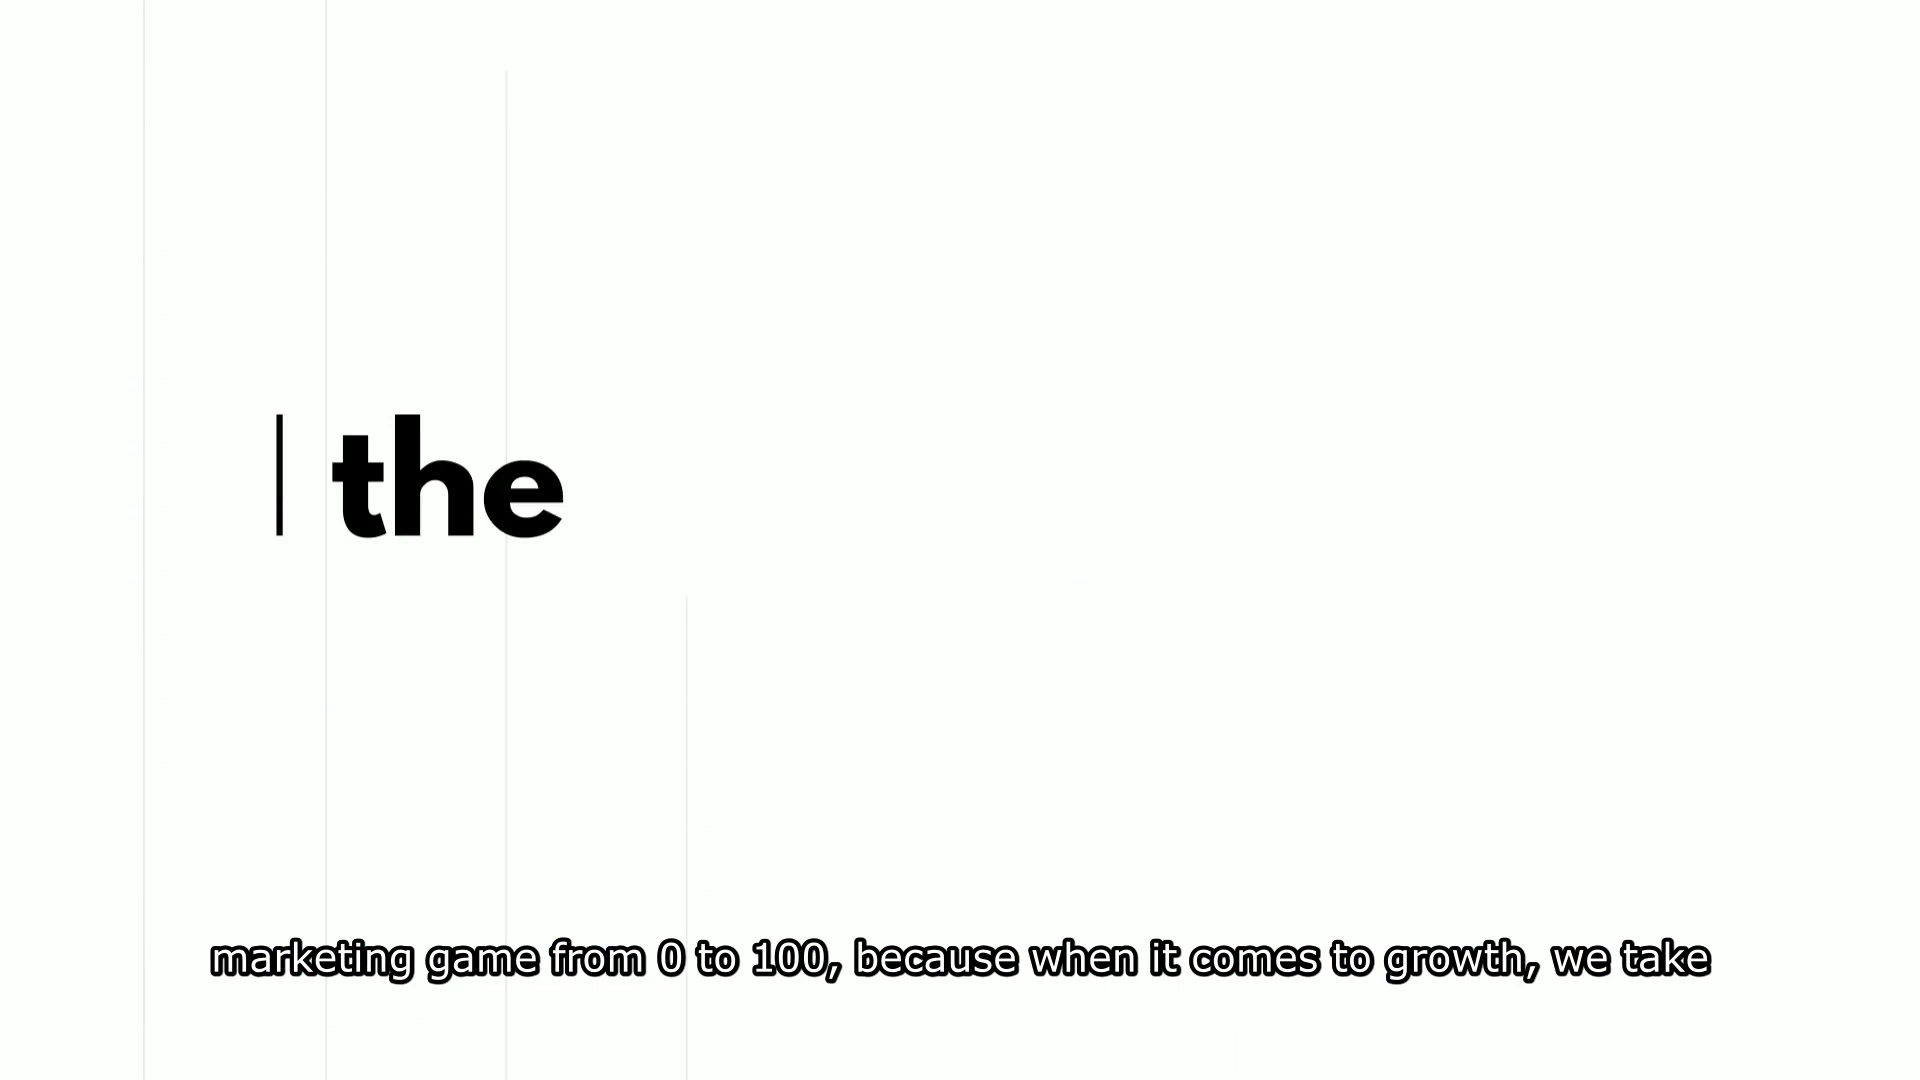 the
marketing game from 0 to 100, because when it comes to growth, we take